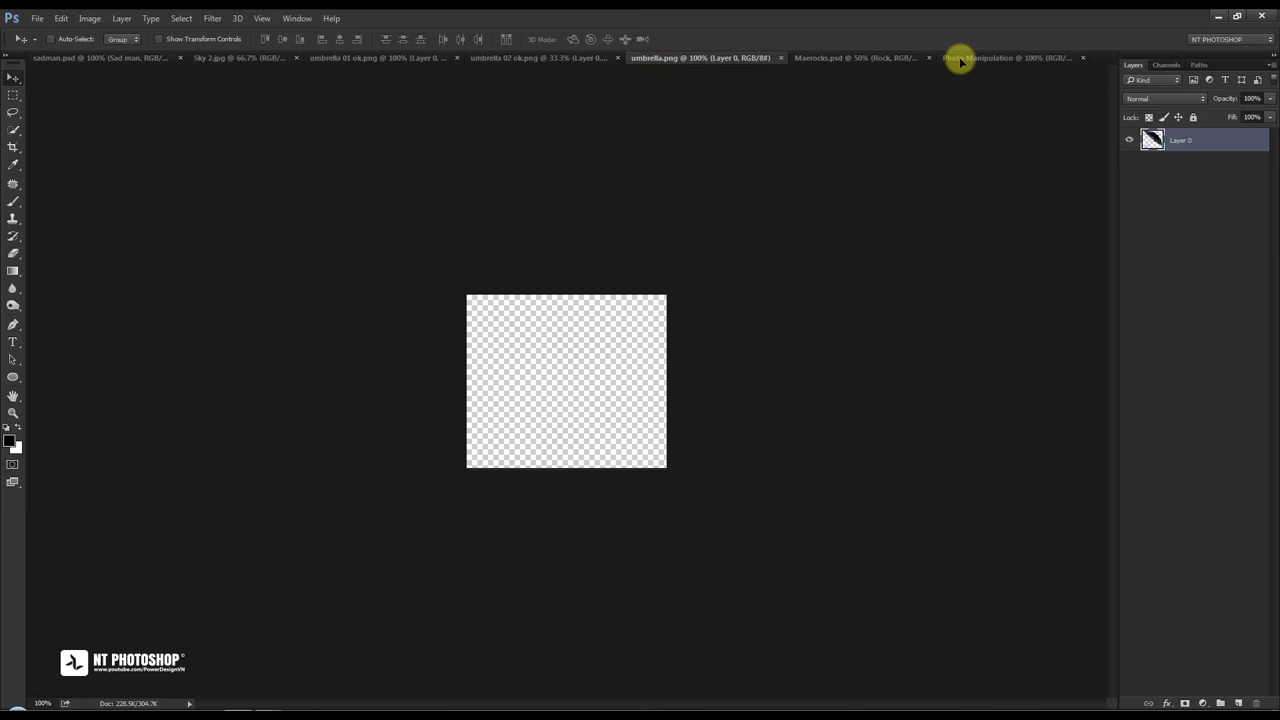 Ps File Edit Image Layer Type Select Filter 3D View Window Help
Auto-Select: Group Show Transform Controls 3D Mode: NT PHOTOSHOP
sadman.psd @ 100% (Sad man, RGB/... × Sky 2.jpg @ 66.7% (RGB/... × umbrella 01 ok.png @ 100% (Layer 0, ... × umbrella 02 ok.png @ 33.3% (Layer 0,... × umbrella.png @ 100% (Layer 0, RGB/8#) × Maerocks.psd @ 50% (Rock, RGB/... × Photo Manipulation @ 100% (RGB/... ×
Layers Channels Paths
Kind
Normal Opacity: 100%
Lock: Fill: 100%
Layer 0
NT PHOTOSHOP©
www.youtube.com/PowerDesignVN
100% Doc: 228.5K/304.7K